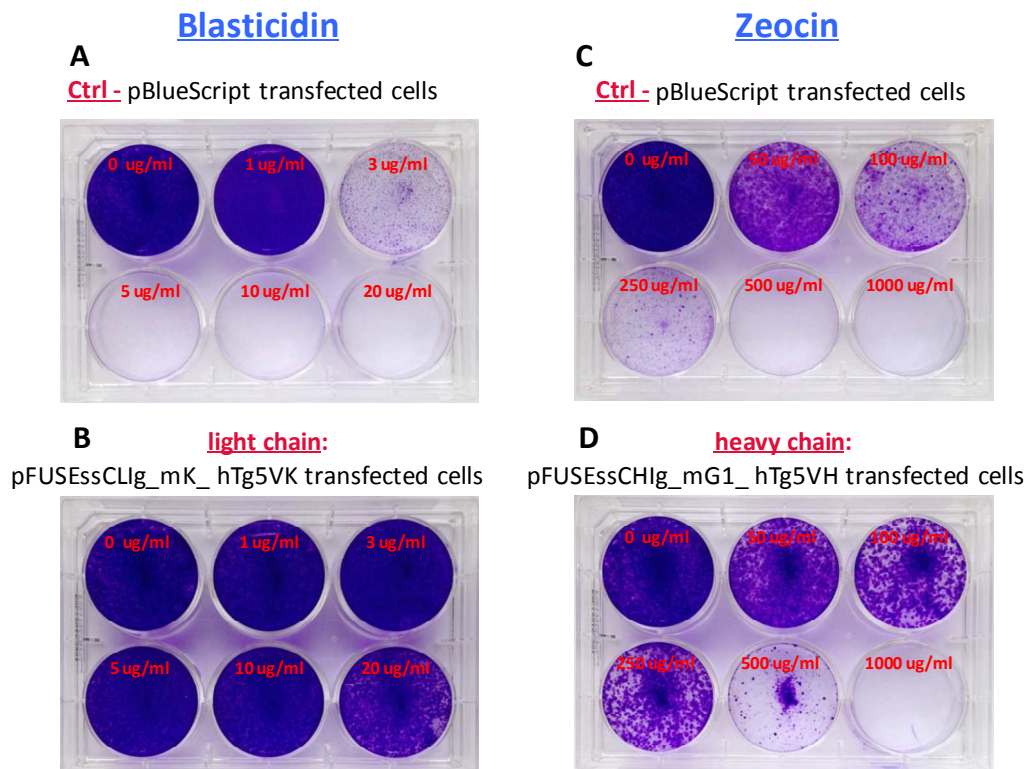 Blasticidin
A
Ctrl - pBlueScript transfected cells
0 ug/ml
1 ug/ml
3 ug/ml
5 ug/ml
10 ug/ml
20 ug/ml
B
light chain:
pFUSEssCLIg_mK_ hTg5VK transfected cells
0 ug/ml
1 ug/ml
3 ug/ml
5 ug/ml
10 ug/ml
20 ug/ml
Zeocin
C
Ctrl - pBlueScript transfected cells
0 ug/ml
50 ug/ml
100 ug/ml
250 ug/ml
500 ug/ml
1000 ug/ml
D
heavy chain:
pFUSEssCHIg_mG1_ hTg5VH transfected cells
0 ug/ml
50 ug/ml
100 ug/ml
250 ug/ml
500 ug/ml
1000 ug/ml